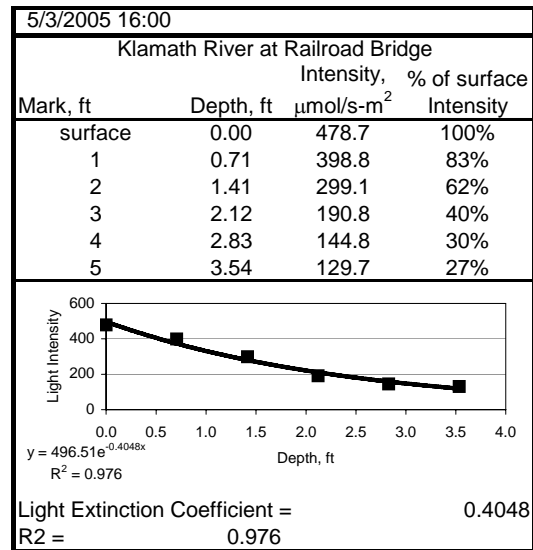 5/3/2005 16:00
Klamath River at Railroad Bridge
Mark, ft Depth, ft Intensity, μmol/s-m² % of surface Intensity
surface 0.00 478.7 100%
1 0.71 398.8 83%
2 1.41 299.1 62%
3 2.12 190.8 40%
4 2.83 144.8 30%
5 3.54 129.7 27%
600
400
200
0
Light Intensity
0.0 0.5 1.0 1.5 2.0 2.5 3.0 3.5 4.0
Depth, ft
y = 496.51e^-0.4048x
R² = 0.976
Light Extinction Coefficient = 0.4048
R2 = 0.976